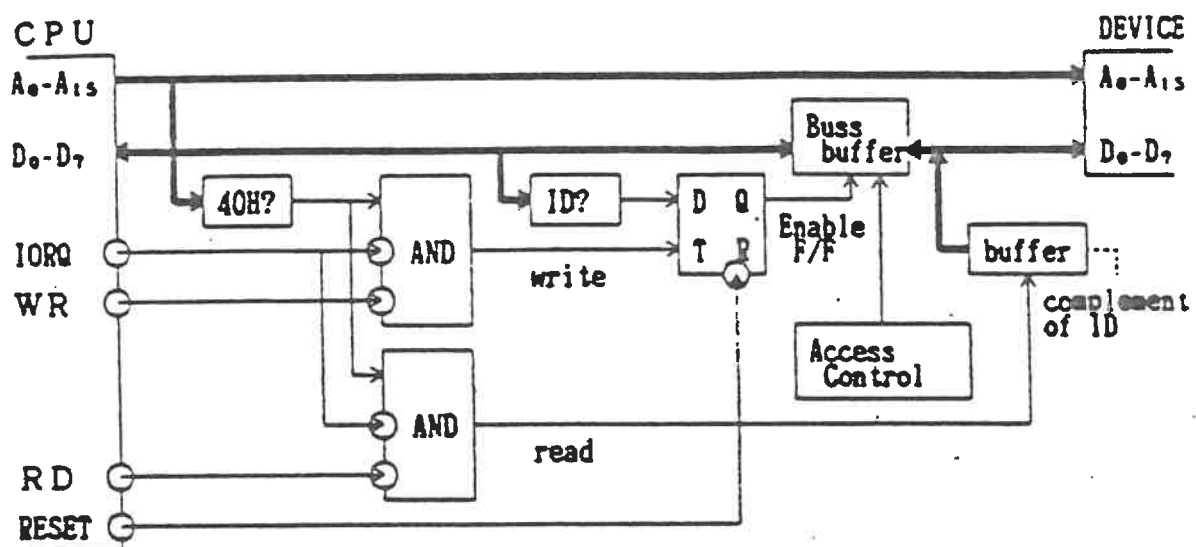 CPU
DEVICE
A₀-A₁₅
A₀-A₁₅
D₀-D₇
Buss
buffer
D₀-D₇
40H?
ID?
D Q
Enable
F/F
IORQ
AND
T R
buffer
write
WR
complement
of ID
Access
Control
AND
read
RD
RESET